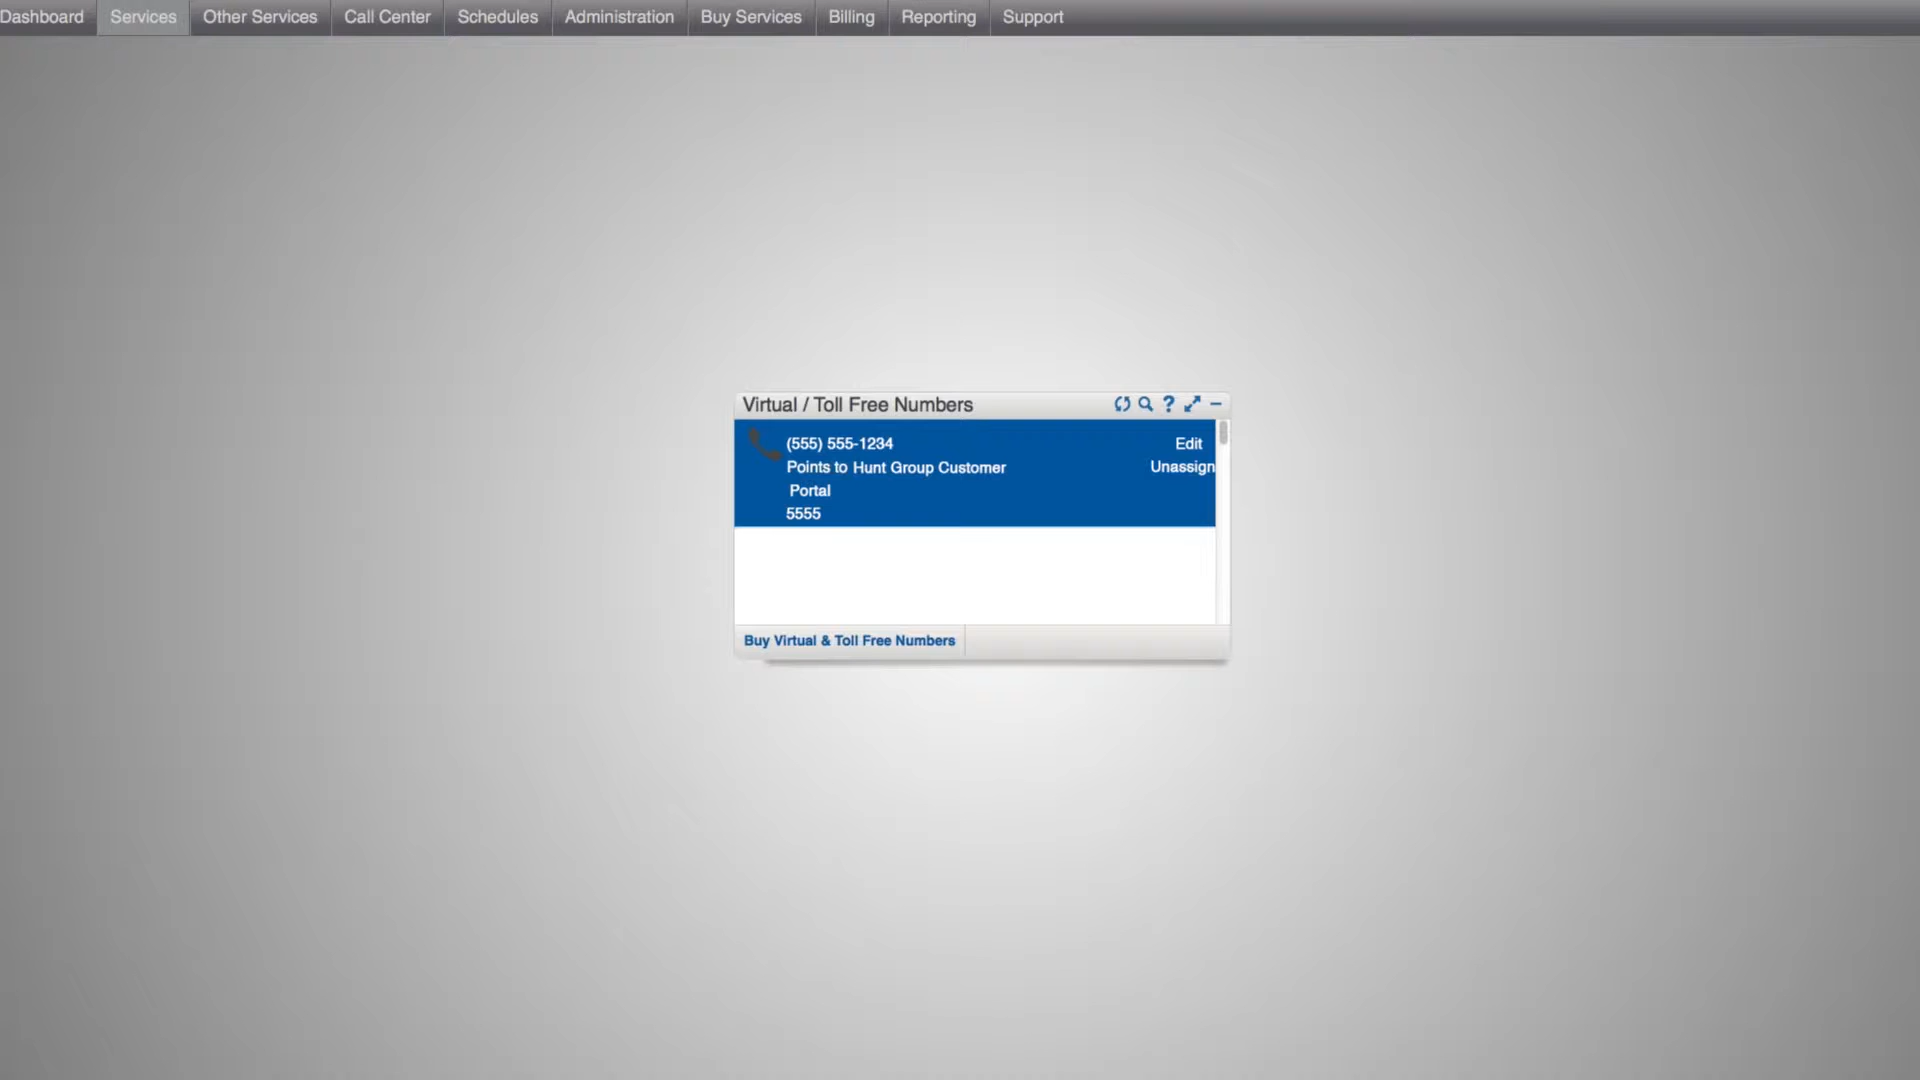 Dashboard Services Other Services Call Center Schedules Administration Buy Services Billing Reporting Support
Virtual / Toll Free Numbers ?
(555) 555-1234 Edit
Points to Hunt Group Customer Unassign
Portal
5555
Buy Virtual & Toll Free Numbers